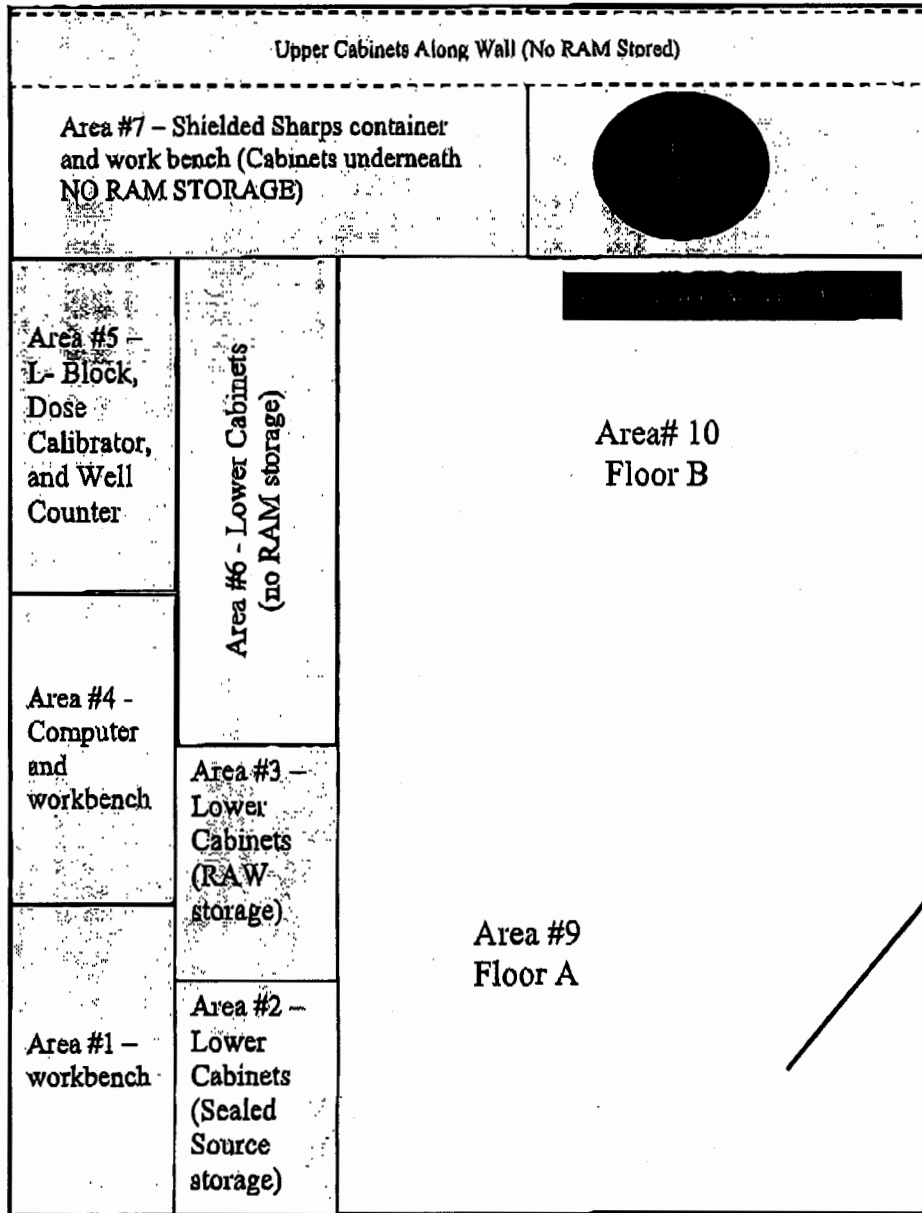 Upper Cabinets Along Wall (No RAM Stored)
Area #7 – Shielded Sharps container
and work bench (Cabinets underneath
NO RAM STORAGE)
Area #5 –
L- Block,
Dose
Calibrator,
and Well
Counter
Area #6 - Lower Cabinets
(no RAM storage)
Area# 10
Floor B
Area #4 -
Computer
and
workbench
Area #3 –
Lower
Cabinets
(RAW
storage)
Area #9
Floor A
Area #1 –
workbench
Area #2 –
Lower
Cabinets
(Sealed
Source
storage)